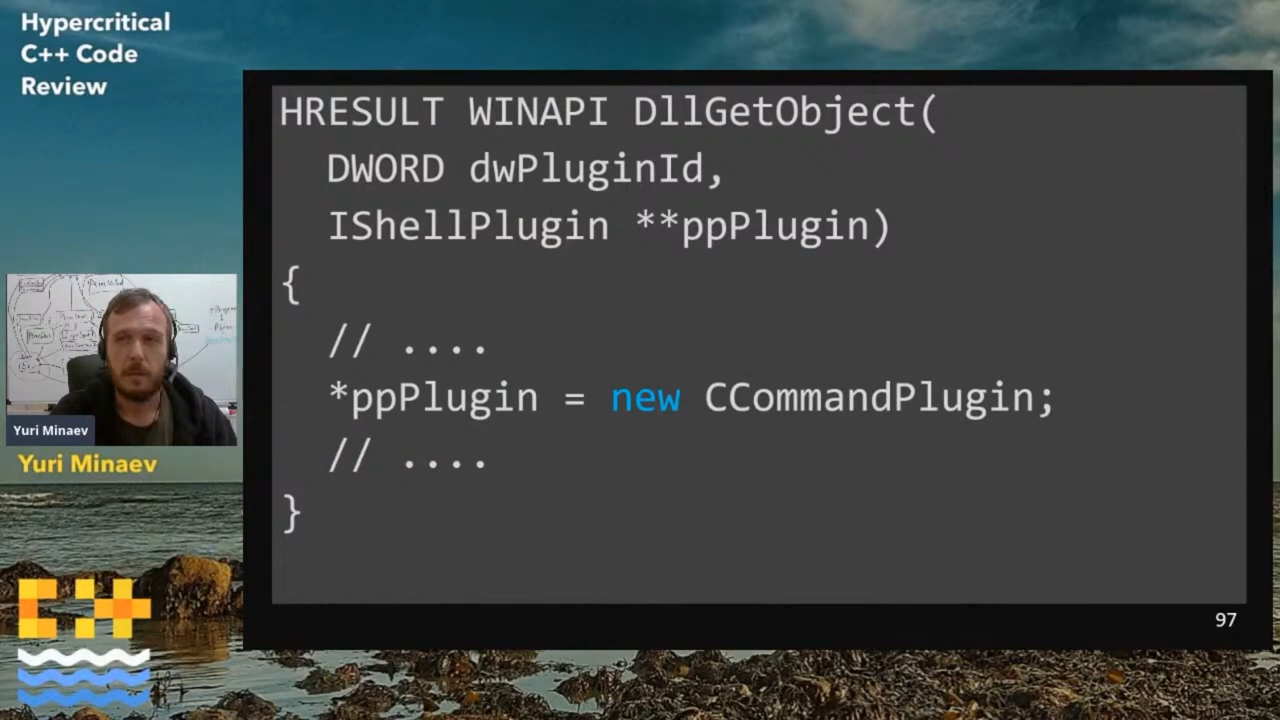 Hypercritical
C++ Code
Review
HRESULT WINAPI DllGetObject(
  DWORD dwPluginId,
  IShellPlugin **ppPlugin)
{
  // ....
  *ppPlugin = new CCommandPlugin;
  // ....
}
97
Yuri Minaev
Yuri Minaev
C++